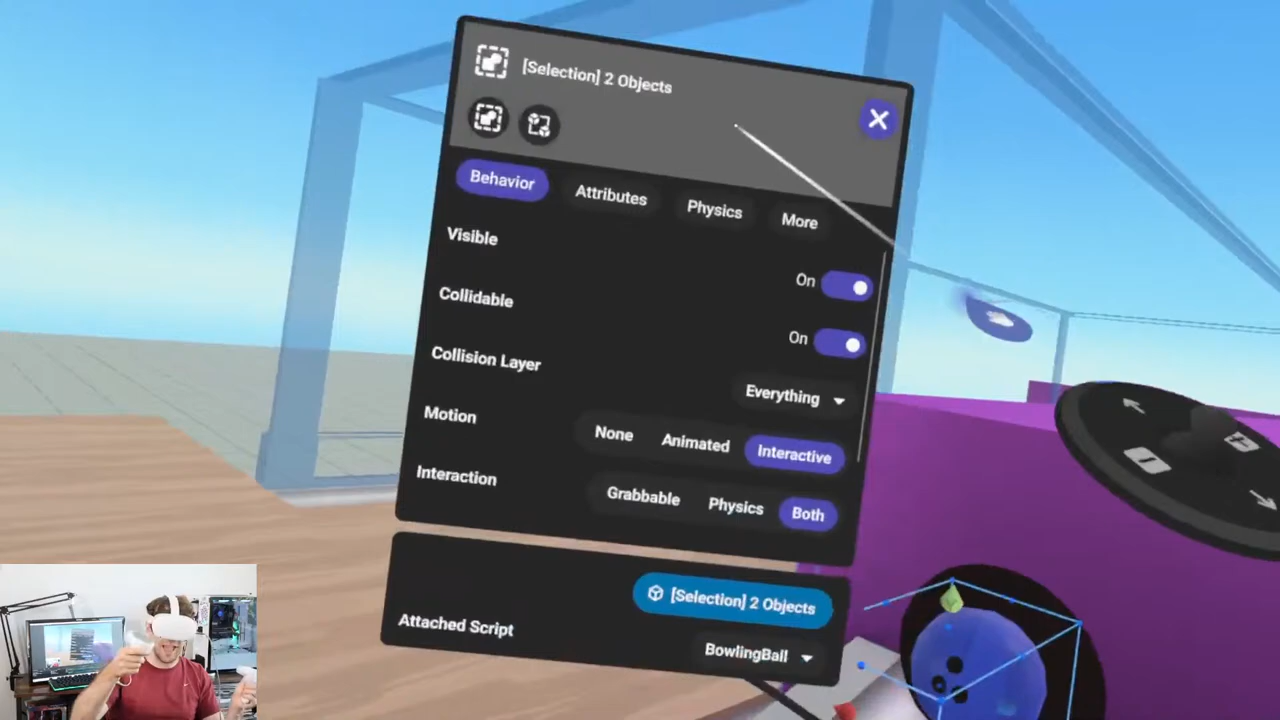 [Selection] 2 Objects
Behavior Attributes Physics More
Visible On
Collidable On
Collision Layer Everything
Motion None Animated Interactive
Interaction Grabbable Physics Both
[Selection] 2 Objects
Attached Script BowlingBall